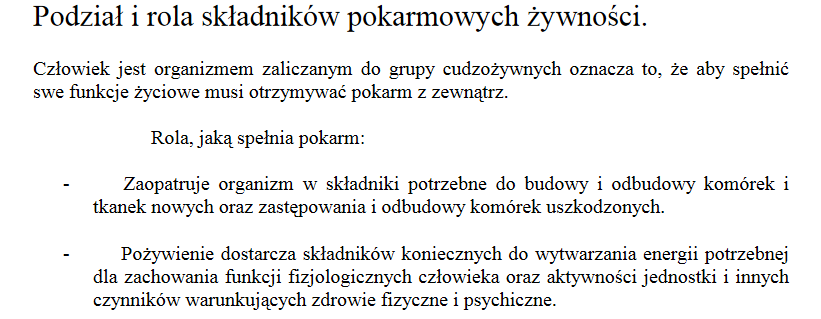 Podział i rola składników pokarmowych żywności.
Człowiek jest organizmem zaliczanym do grupy cudzożywnych oznacza to, że aby spełnić
swe funkcje życiowe musi otrzymywać pokarm z zewnątrz.
Rola, jaką spełnia pokarm:
- Zaopatruje organizm w składniki potrzebne do budowy i odbudowy komórek i
tkanek nowych oraz zastępowania i odbudowy komórek uszkodzonych.
- Pożywienie dostarcza składników koniecznych do wytwarzania energii potrzebnej
dla zachowania funkcji fizjologicznych człowieka oraz aktywności jednostki i innych
czynników warunkujących zdrowie fizyczne i psychiczne.